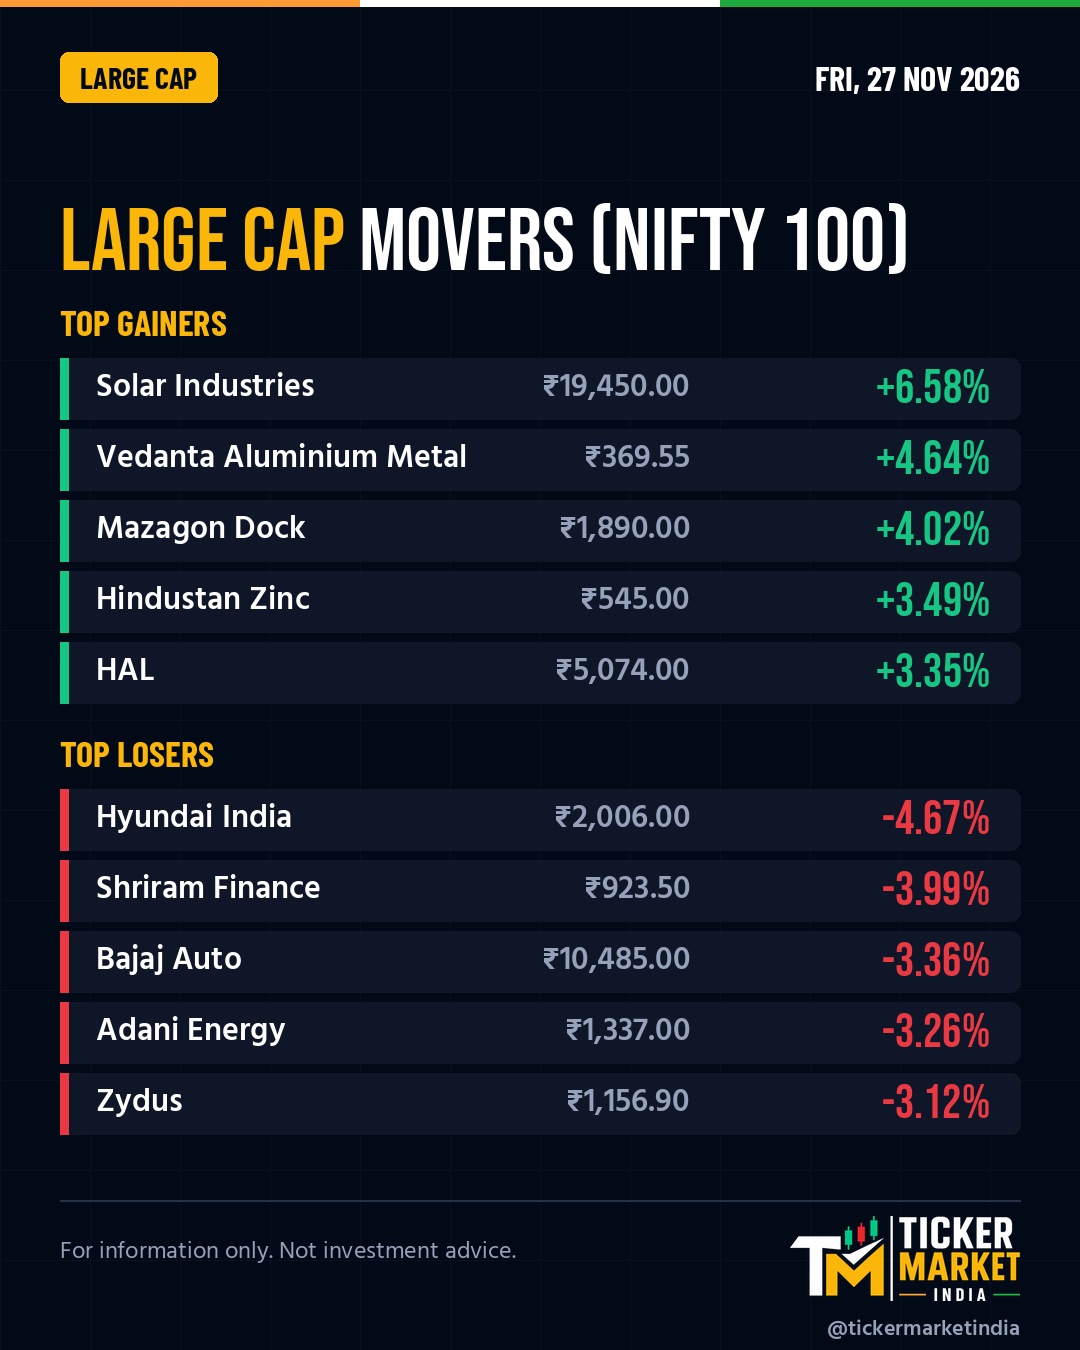 LARGE CAP
FRI, 27 NOV 2026
LARGE CAP MOVERS (NIFTY 100)
TOP GAINERS
Solar Industries ₹19,450.00 +6.58%
Vedanta Aluminium Metal ₹369.55 +4.64%
Mazagon Dock ₹1,890.00 +4.02%
Hindustan Zinc ₹545.00 +3.49%
HAL ₹5,074.00 +3.35%
TOP LOSERS
Hyundai India ₹2,006.00 -4.67%
Shriram Finance ₹923.50 -3.99%
Bajaj Auto ₹10,485.00 -3.36%
Adani Energy ₹1,337.00 -3.26%
Zydus ₹1,156.90 -3.12%
For information only. Not investment advice.
TM
TICKER
MARKET
INDIA
@tickermarketindia